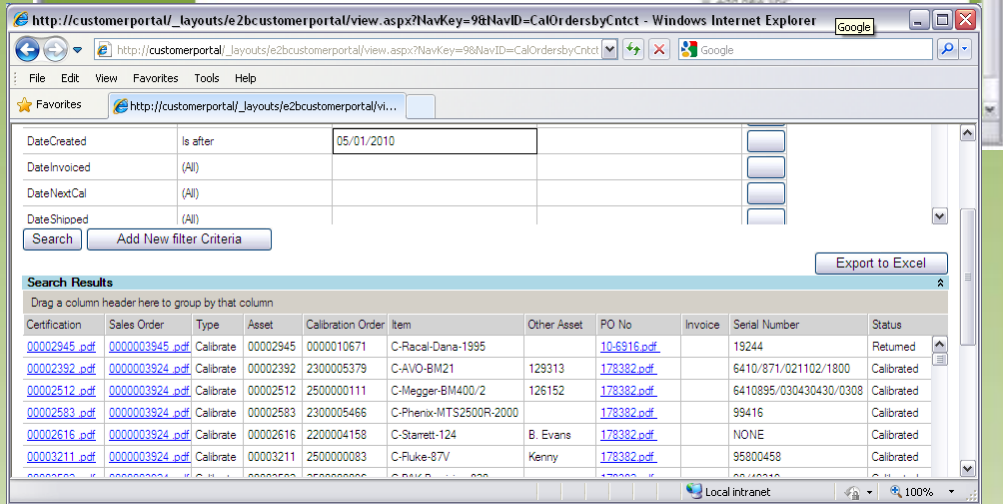 http://customerportal/_layouts/e2bcustomerportal/view.aspx?NavKey=9&NavID=CalOrdersbyCntct - Windows Internet Explorer
Google
http://customerportal/_layouts/e2bcustomerportal/view.aspx?NavKey=9&NavID=CalOrdersbyCntct Google
File Edit View Favorites Tools Help
Favorites http://customerportal/_layouts/e2bcustomerportal/vi...
DateCreated Is after 05/01/2010
DateInvoiced (All)
DateNextCal (All)
DateShipped (All)
Search Add New filter Criteria
Export to Excel
Search Results
Drag a column header here to group by that column
Certification Sales Order Type Asset Calibration Order Item Other Asset PO No Invoice Serial Number Status
00002945 .pdf 0000003945 .pdf Calibrate 00002945 0000010671 C-Racal-Dana-1995 10-6916.pdf 19244 Returned
00002392 .pdf 0000003924 .pdf Calibrate 00002392 2300005379 C-AVO-BM21 129313 178382.pdf 6410/871/021102/1800 Calibrated
00002512 .pdf 0000003924 .pdf Calibrate 00002512 2500000111 C-Megger-BM400/2 126152 178382.pdf 6410895/030430430/0308 Calibrated
00002583 .pdf 0000003924 .pdf Calibrate 00002583 2300005466 C-Phenix-MTS2500R-2000 178382.pdf 99416 Calibrated
00002616 .pdf 0000003924 .pdf Calibrate 00002616 2200004158 C-Starrett-124 B. Evans 178382.pdf NONE Calibrated
00003211 .pdf 0000003924 .pdf Calibrate 00003211 2500000083 C-Fluke-87V Kenny 178382.pdf 95800458 Calibrated
Local intranet 100%